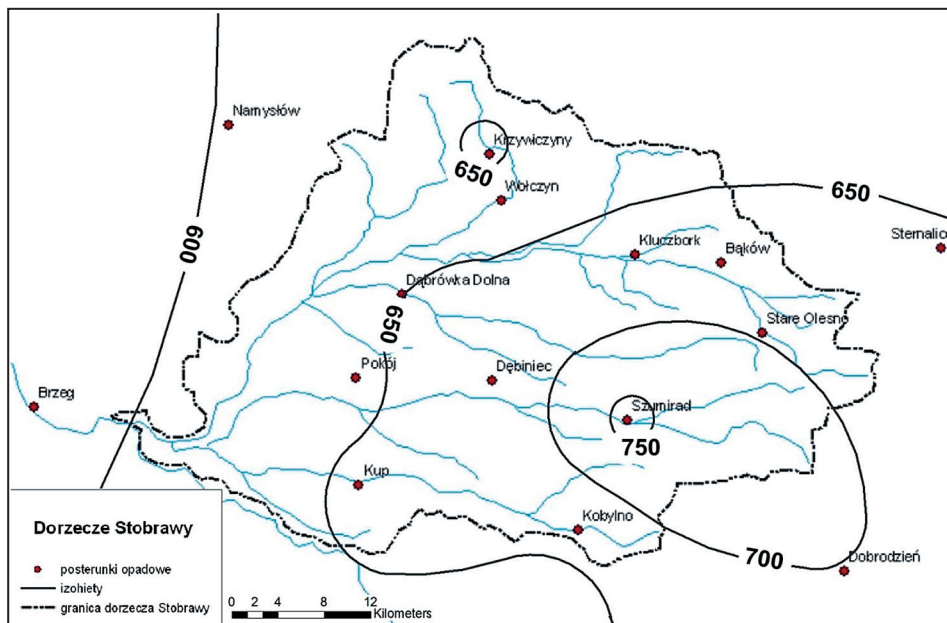 Namysłów
Krzywiczyny
650
Wołczyn
650
600
Kluczbork
Bąków
Sternalice
Dąbrówka Dolna
650
Stare Olesno
Pokój
Dębiniec
Brzeg
Szumirad
750
Kup
Kobylno
700
Dobrodzień
Dorzecze Stobrawy
posterunki opadowe
izohiety
granica dorzecza Stobrawy
0 2 4 8 12
Kilometers